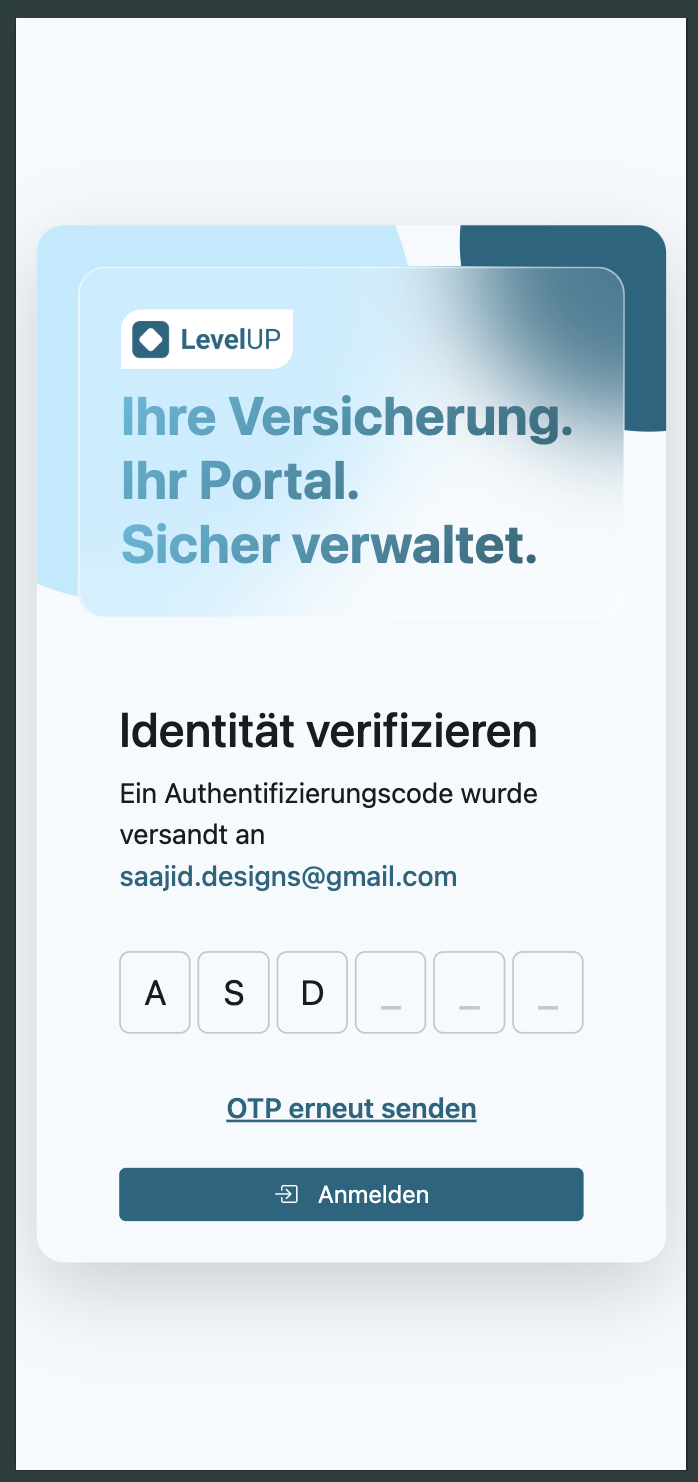 LevelUP
Ihre Versicherung.
Ihr Portal.
Sicher verwaltet.
Identität verifizieren
Ein Authentifizierungscode wurde
versandt an
saajid.designs@gmail.com
A S D _ _ _
OTP erneut senden
Anmelden